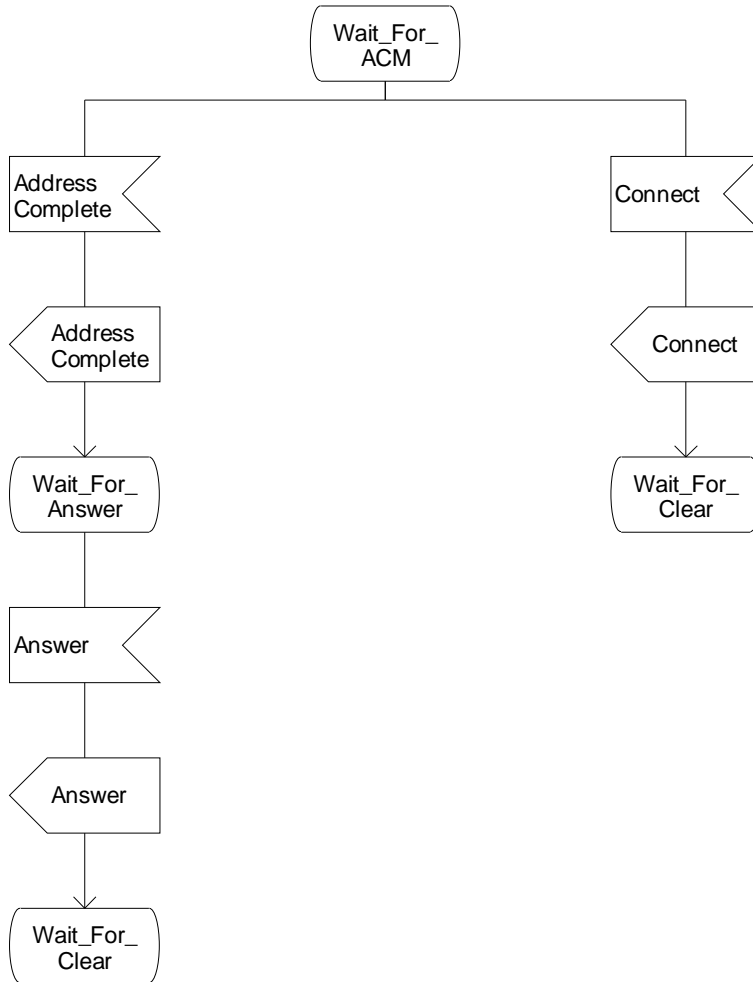 Wait_For_
ACM
Address
Complete
Connect
Address
Complete
Connect
Wait_For_
Answer
Wait_For_
Clear
Answer
Answer
Wait_For_
Clear